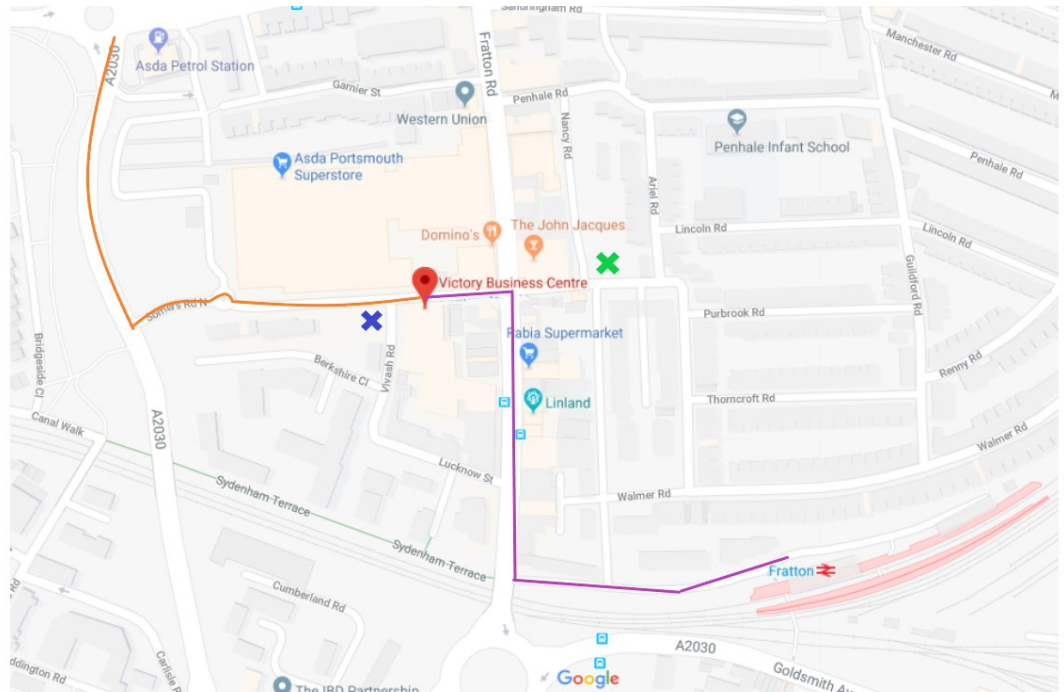 Sandringham Rd
Manchester Rd
A2030
Asda Petrol Station
Fratton Rd
Garnier St
Penhale Rd
Western Union
Nancy Rd
Penhale Infant School
Penhale Rd
Asda Portsmouth
Superstore
Ariel Rd
Domino's
The John Jacques
Lincoln Rd
Lincoln Rd
Guildford Rd
Victory Business Centre
Somers Rd N
Purbrook Rd
Rabia Supermarket
Bridgeside Cl
Berkshire Cl
Vivash Rd
Renny Rd
Linland
Thorncroft Rd
A2030
Canal Walk
Walmer Rd
Lucknow St
Sydenham Terrace
Walmer Rd
Sydenham Terrace
Fratton
Cumberland Rd
A2030
Carlisle R
ddington Rd
Google
Goldsmith Av
The IBD Partnership